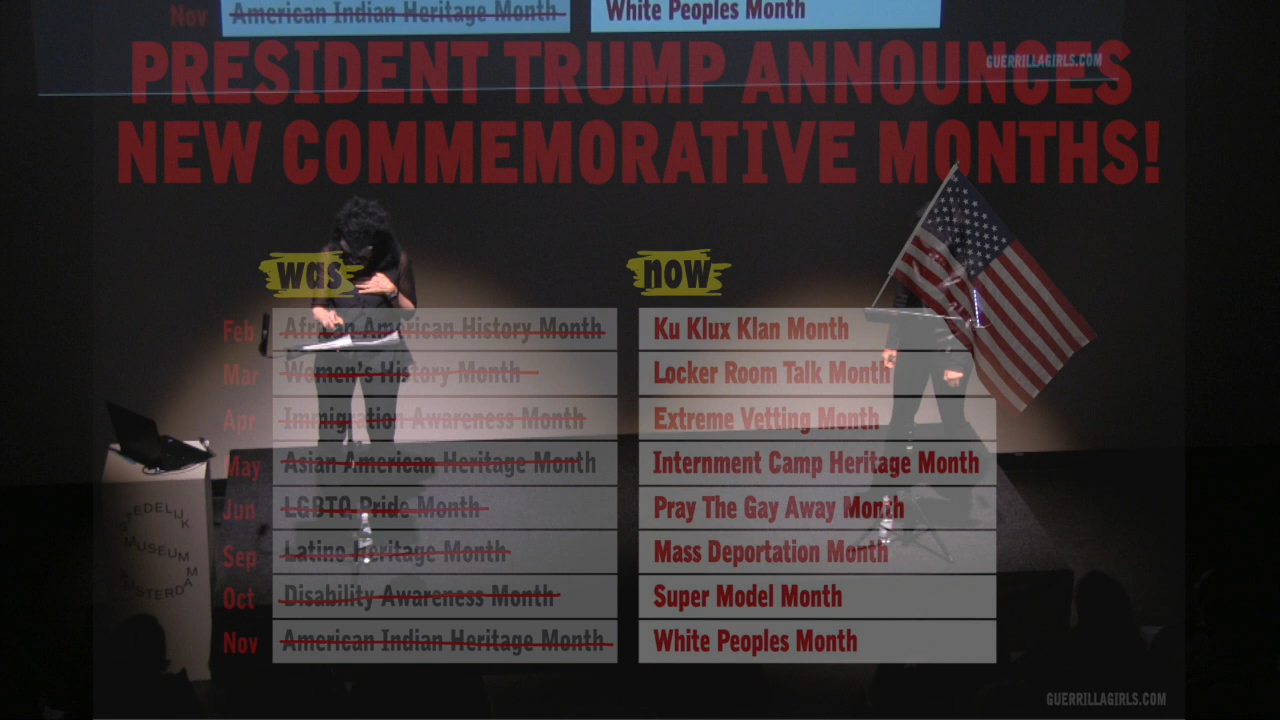 Nov American Indian Heritage Month White Peoples Month
GUERRILLAGIRLS.COM
PRESIDENT TRUMP ANNOUNCES
NEW COMMEMORATIVE MONTHS!
was now
Feb African American History Month Ku Klux Klan Month
Mar Women's History Month Locker Room Talk Month
Apr Immigration Awareness Month Extreme Vetting Month
May Asian American Heritage Month Internment Camp Heritage Month
Jun LGBTQ Pride Month Pray The Gay Away Month
Sep Latino Heritage Month Mass Deportation Month
Oct Disability Awareness Month Super Model Month
Nov American Indian Heritage Month White Peoples Month
STEDELIJK
MUSEUM
AMSTERDAM
GUERRILLAGIRLS.COM